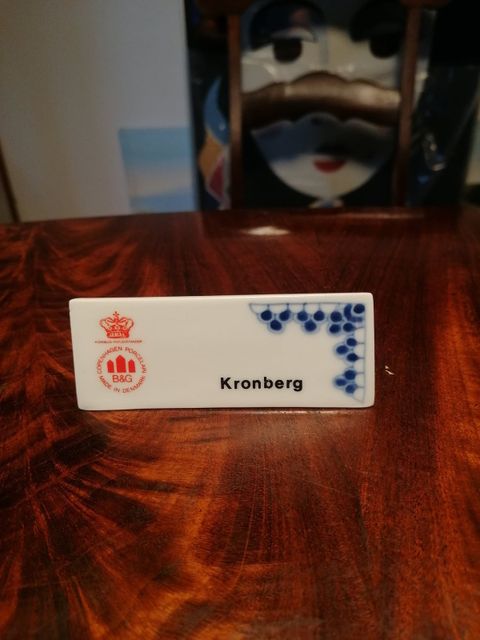 COPENHAGEN PORCELAIN
B&G
MADE IN DENMARK
Kronberg